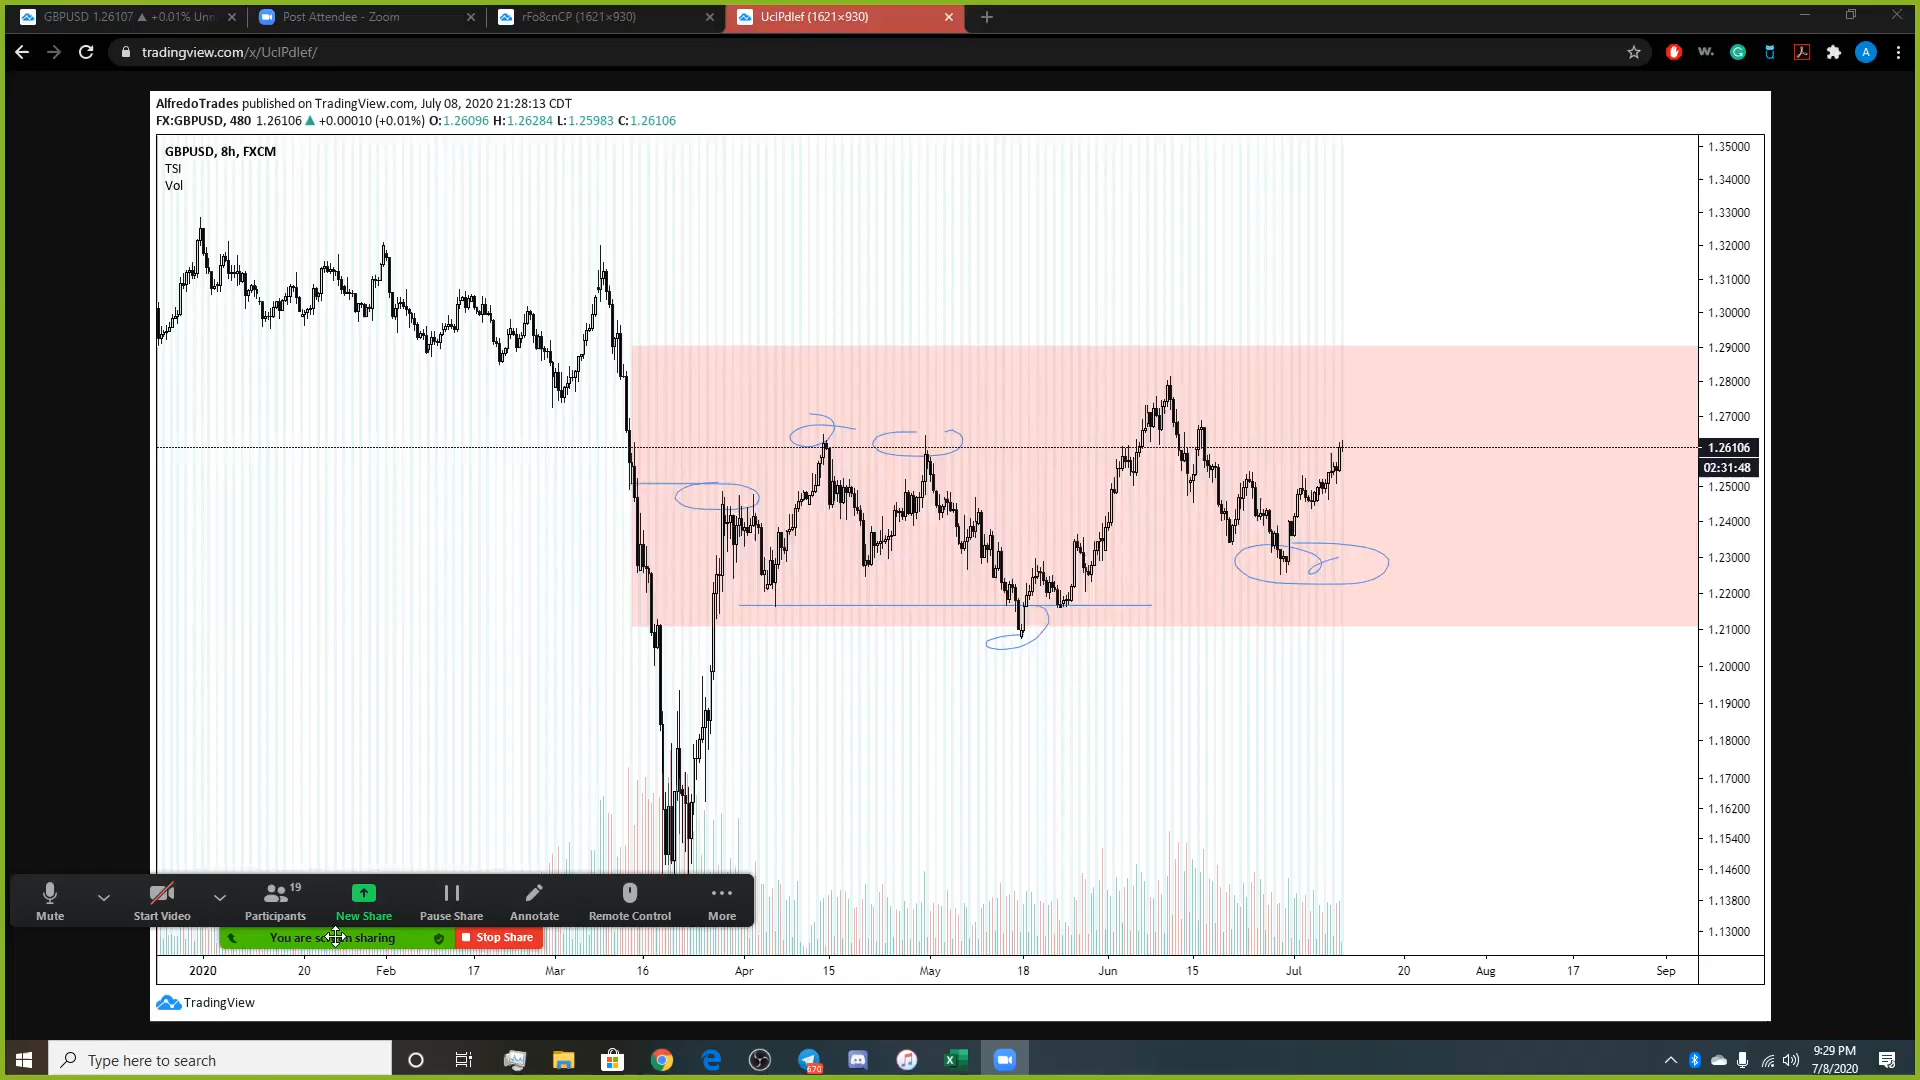 GBPUSD 1.26107 ▲ +0.01% Unn
Post Attendee - Zoom
rFo8cnCP (1621×930)
UclPdlef (1621×930)
tradingview.com/x/UclPdlef/
AlfredoTrades published on TradingView.com, July 08, 2020 21:28:13 CDT
FX:GBPUSD, 480 1.26106 ▲ +0.00010 (+0.01%) O:1.26096 H:1.26284 L:1.25983 C:1.26106
GBPUSD, 8h, FXCM
TSI
Vol
1.35000
1.34000
1.33000
1.32000
1.31000
1.30000
1.29000
1.28000
1.27000
1.26106
02:31:48
1.25000
1.24000
1.23000
1.22000
1.21000
1.20000
1.19000
1.18000
1.17000
1.16200
1.15400
1.14600
1.13800
1.13000
19
Mute
Start Video
Participants
New Share
Pause Share
Annotate
Remote Control
More
You are screen sharing
Stop Share
2020 20 Feb 17 Mar 16 Apr 15 May 18 Jun 15 Jul 20 Aug 17 Sep
TradingView
Type here to search
670
9:29 PM
7/8/2020